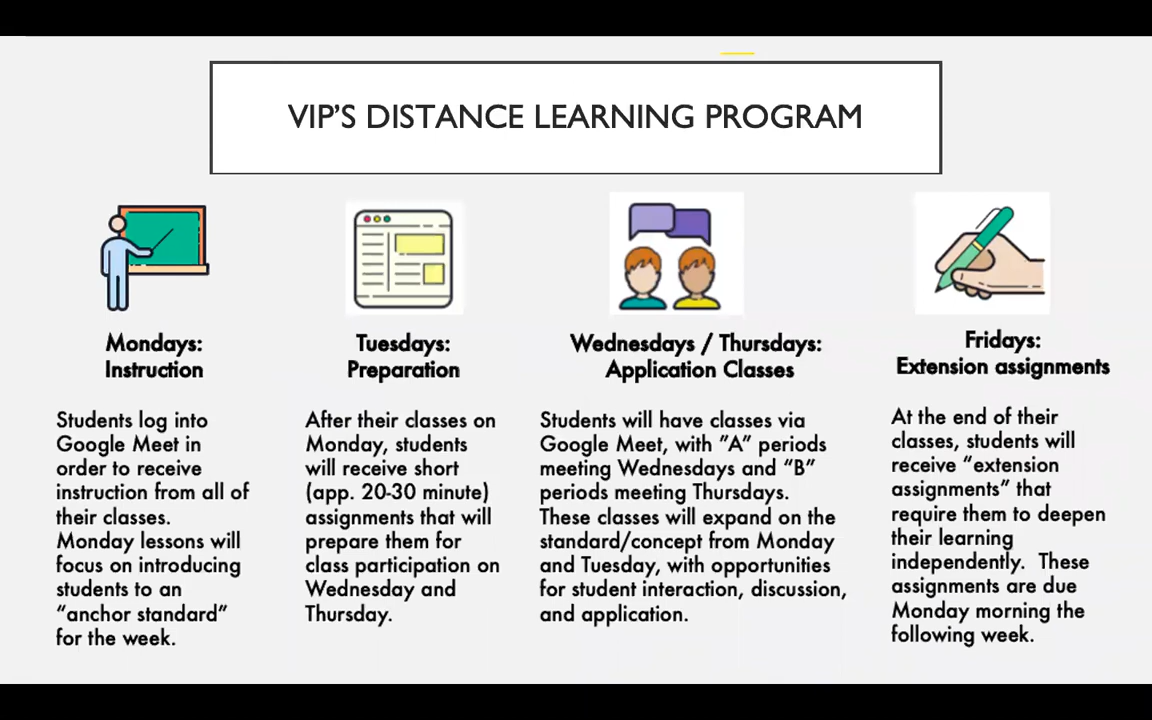 VIP'S DISTANCE LEARNING PROGRAM
Mondays:
Instruction
Students log into
Google Meet in
order to receive
instruction from all of
their classes.
Monday lessons will
focus on introducing
students to an
"anchor standard"
for the week.
Tuesdays:
Preparation
After their classes on
Monday, students
will receive short
(app. 20-30 minute)
assignments that will
prepare them for
class participation on
Wednesday and
Thursday.
Wednesdays / Thursdays:
Application Classes
Students will have classes via
Google Meet, with "A" periods
meeting Wednesdays and "B"
periods meeting Thursdays.
These classes will expand on the
standard/concept from Monday
and Tuesday, with opportunities
for student interaction, discussion,
and application.
Fridays:
Extension assignments
At the end of their
classes, students will
receive "extension
assignments" that
require them to deepen
their learning
independently.  These
assignments are due
Monday morning the
following week.